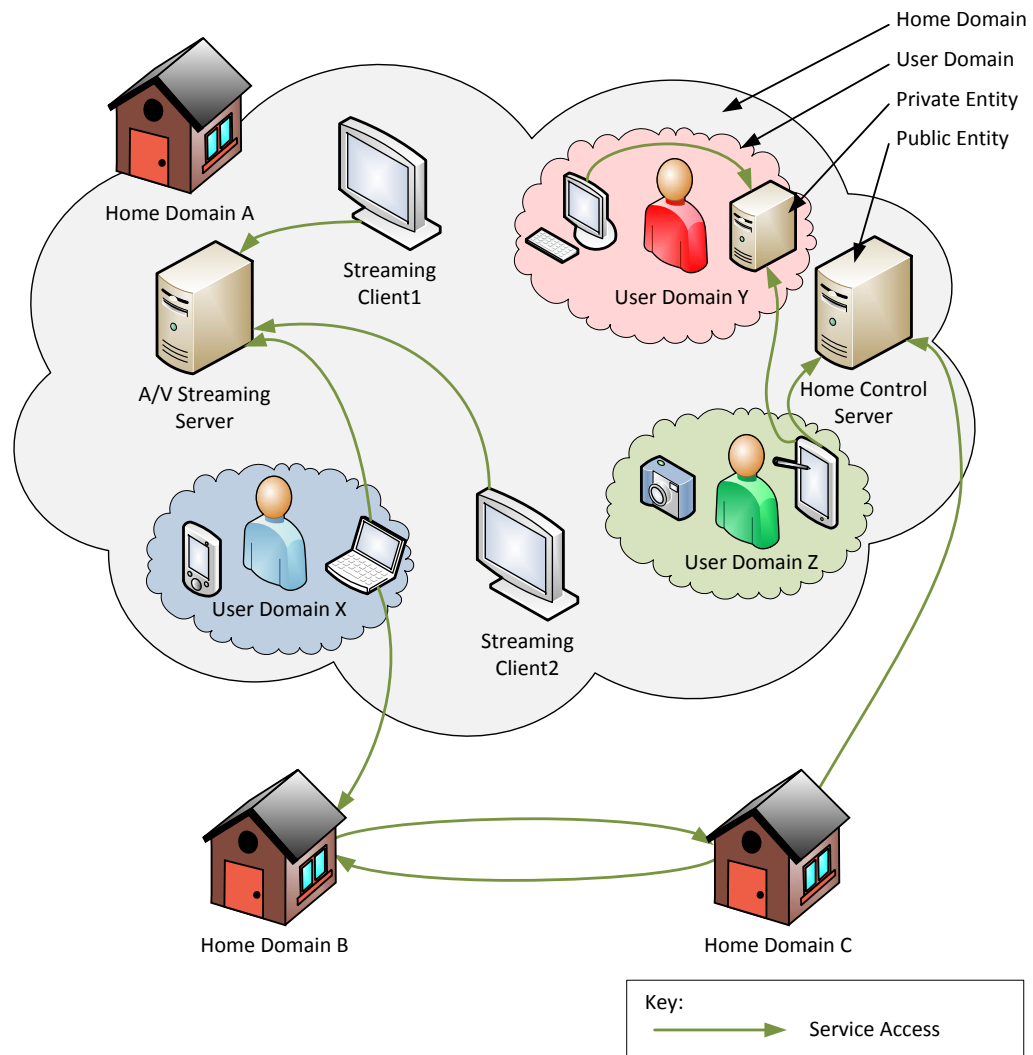 Home Domain
User Domain
Private Entity
Public Entity
Home Domain A
Streaming
Client1
User Domain Y
A/V Streaming
Server
Home Control
Server
User Domain X
User Domain Z
Streaming
Client2
Home Domain B
Home Domain C
Key:
Service Access